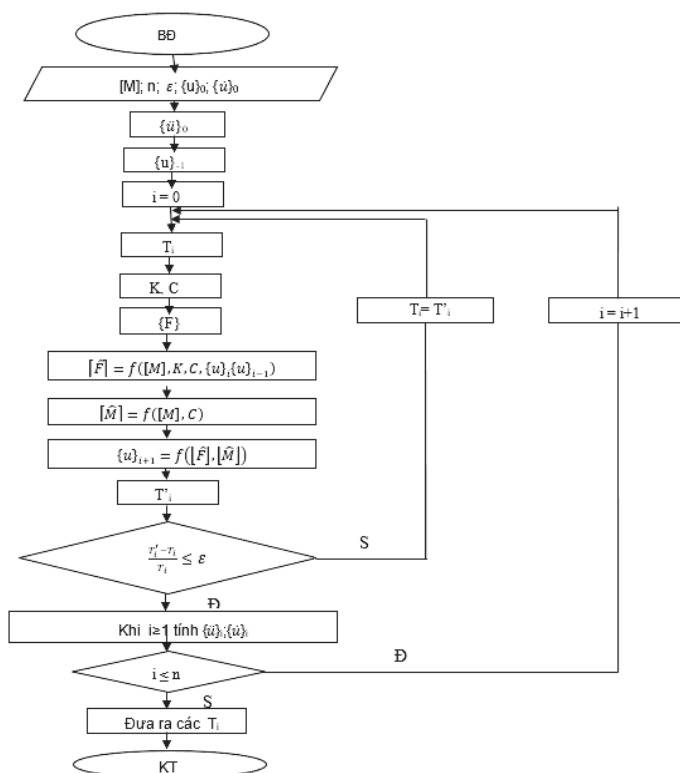 BĐ
[M]; n; ε; {u}₀; {u̇}₀
{ü}₀
{u}₋₁
i = 0
Tᵢ
K, C
{F}
Tᵢ= T'ᵢ
i = i+1
⌈F̂⌉ = f([M], K, C, {u}ᵢ{u}ᵢ₋₁)
⌈M̂⌉ = f([M], C)
{u}ᵢ₊₁ = f(⌊F̂⌋, ⌊M̂⌋)
T'ᵢ
(T'ᵢ−Tᵢ)/Tᵢ ≤ ε
S
Đ
Khi i≥1 tính {ü}ᵢ;{u̇}ᵢ
i ≤ n
Đ
S
Đưa ra các Tᵢ
KT